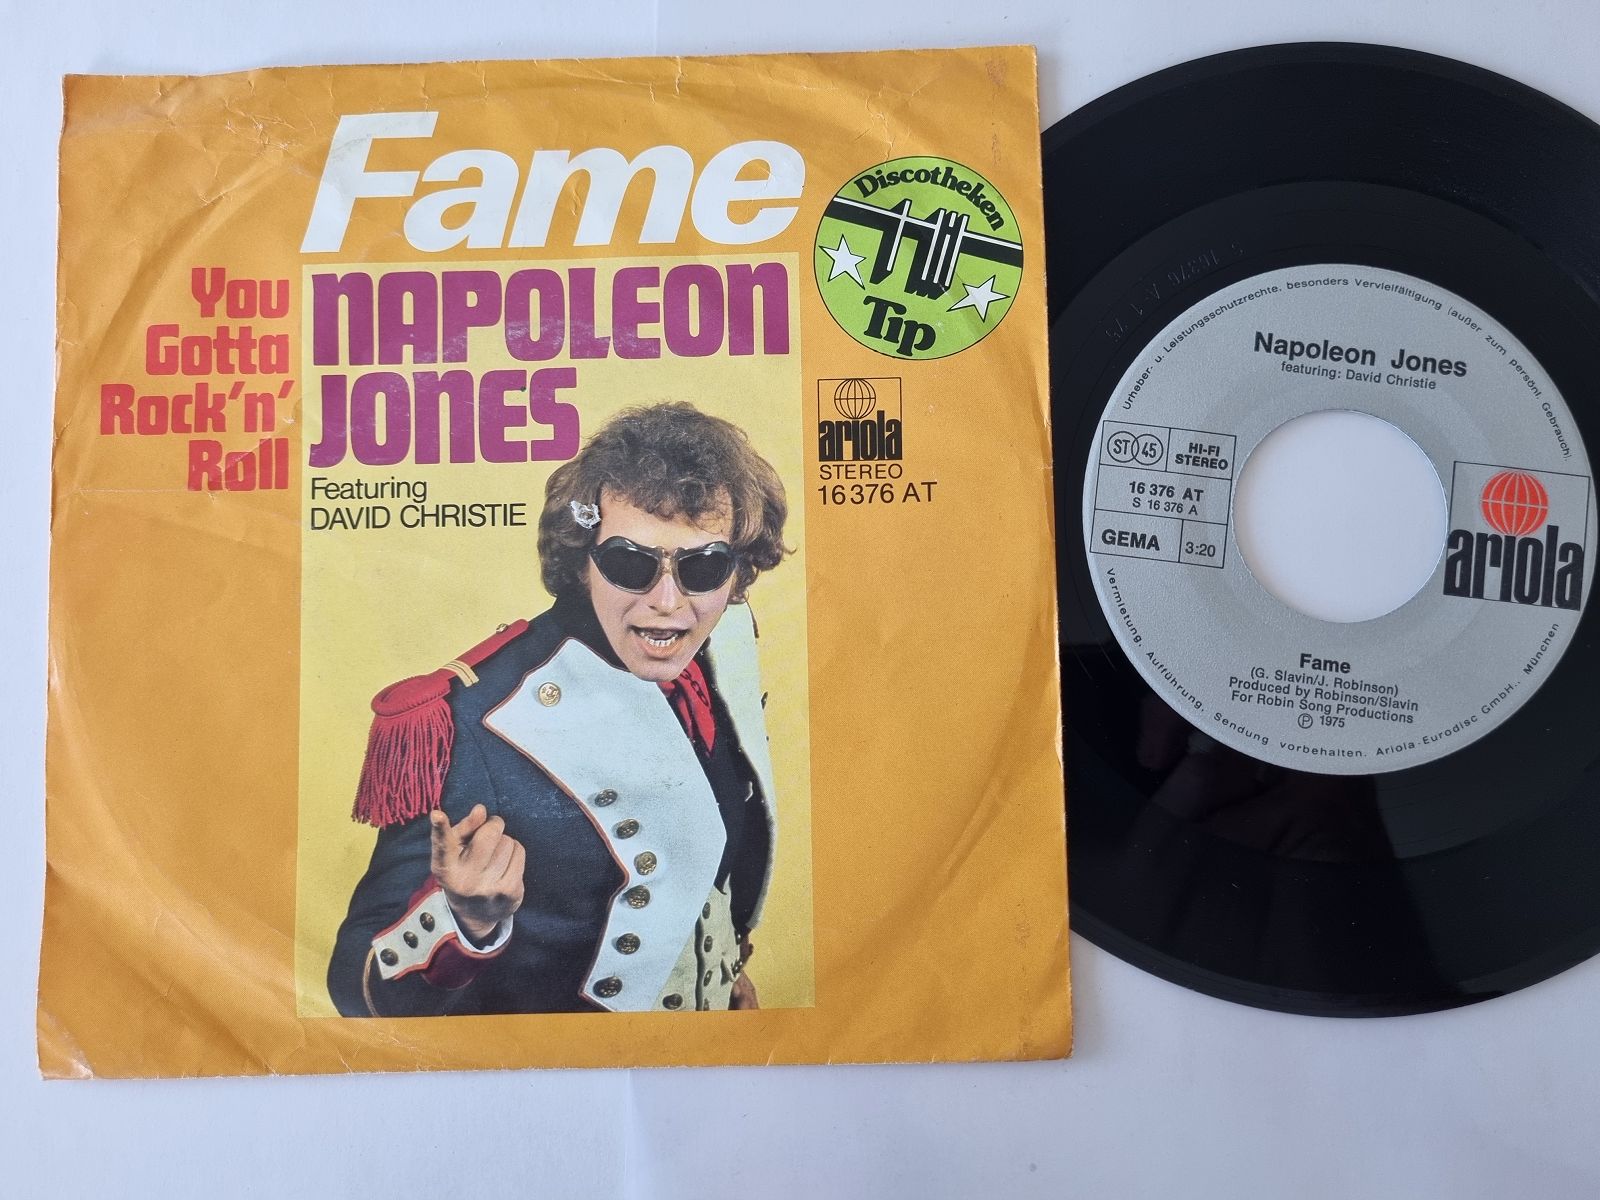 Fame
You
Gotta
Rock'n'
Roll
NAPOLEON
JONES
Featuring
DAVID CHRISTIE
Discotheken
Tip
ariola
STEREO
16 376 AT
Urheber- u. Leistungsschutzrechte, besonders Vervielfältigung (außer zum persönl. Gebrauch),
Napoleon Jones
featuring: David Christie
ST 45
HI-FI
STEREO
16 376 AT
S 16 376 A
GEMA
3:20
ariola
Fame
(G. Slavin/J. Robinson)
Produced by Robinson/Slavin
For Robin Song Productions
Ⓟ 1975
Vermietung, Aufführung, Sendung vorbehalten. Ariola-Eurodisc GmbH., München